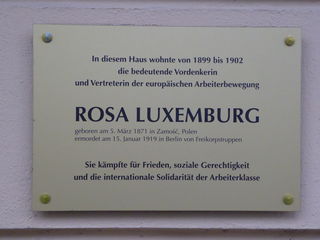 In diesem Haus wohnte von 1899 bis 1902
die bedeutende Vordenkerin
und Vertreterin der europäischen Arbeiterbewegung
ROSA LUXEMBURG
geboren am 5. März 1871 in Zamość, Polen
ermordet am 15. Januar 1919 in Berlin von Freikorpstruppen
Sie kämpfte für Frieden, soziale Gerechtigkeit
und die internationale Solidarität der Arbeiterklasse